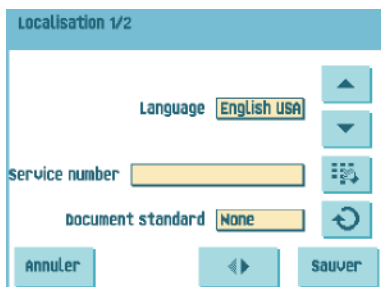 Localisation 1/2
Language English USA
Service number
Document standard None
Annuler Sauver